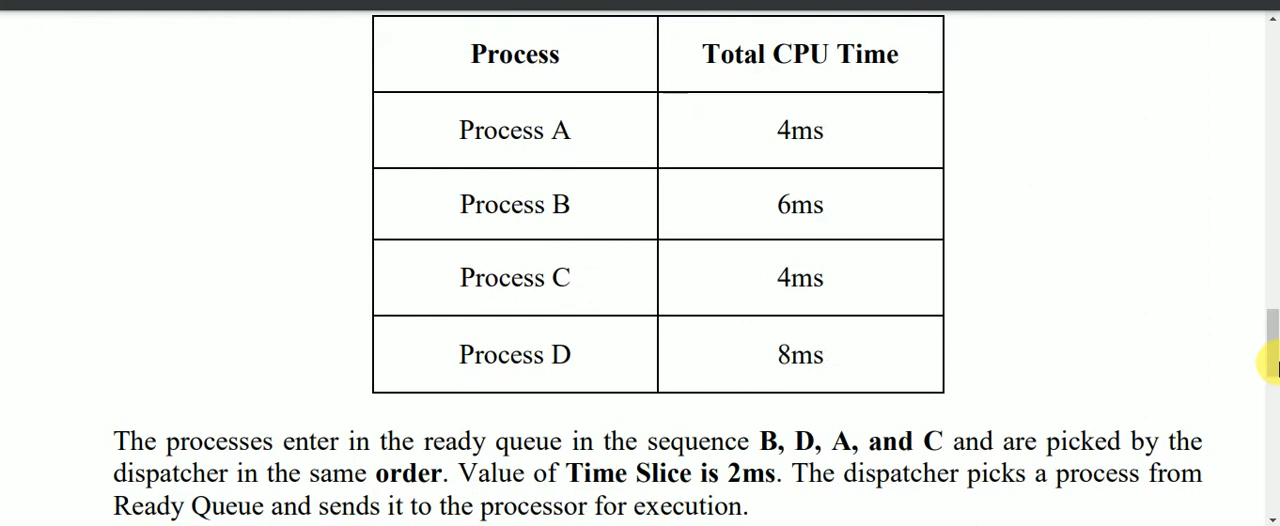 Process Total CPU Time
Process A 4ms
Process B 6ms
Process C 4ms
Process D 8ms
The processes enter in the ready queue in the sequence B, D, A, and C and are picked by the
dispatcher in the same order. Value of Time Slice is 2ms. The dispatcher picks a process from
Ready Queue and sends it to the processor for execution.